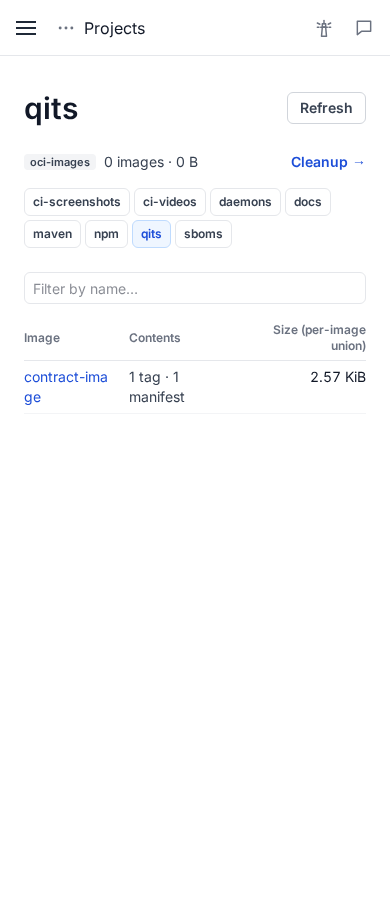 ··· Projects
qits
Refresh
oci-images 0 images · 0 B
Cleanup →
ci-screenshots ci-videos daemons docs
maven npm qits sboms
Filter by name...
Image Contents Size (per-image
union)
contract-ima 1 tag · 1 2.57 KiB
ge manifest